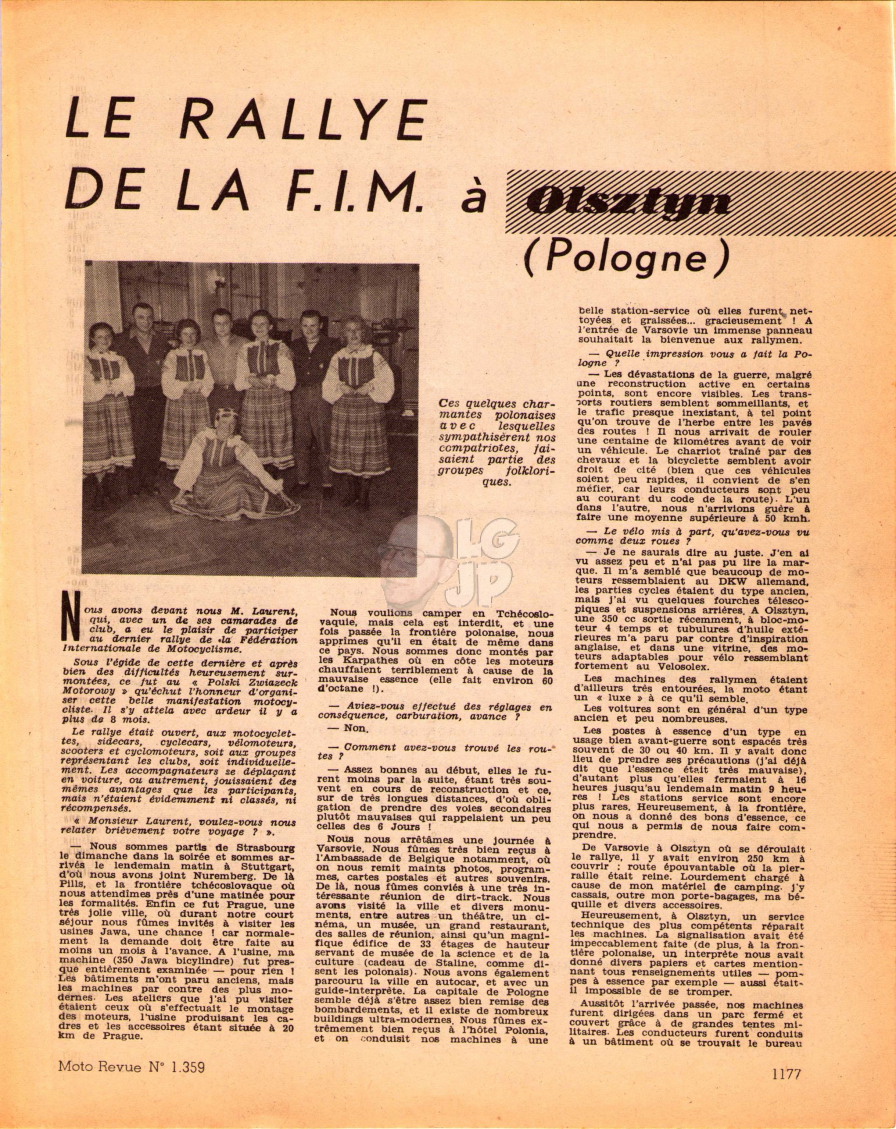 LE RALLYE
DE LA F.I.M. à Olsztyn
(Pologne)
Ces quelques char-
mantes polonaises
avec lesquelles
sympathisèrent nos
compatriotes, fai-
saient partie des
groupes folklori-
ques.
LG
JP
Nous avons devant nous M. Laurent,
qui, avec un de ses camarades de
club, a eu le plaisir de participer
au dernier rallye de la Fédération
Internationale de Motocyclisme.
Sous l'égide de cette dernière et après
bien des difficultés heureusement sur-
montées, ce fut au « Polski Zwiazeck
Motorowy » qu'échut l'honneur d'organi-
ser cette belle manifestation motocy-
cliste. Il s'y attela avec ardeur il y a
plus de 8 mois.
Le rallye était ouvert, aux motocyclet-
tes, sidecars, cyclecars, vélomoteurs,
scooters et cyclomoteurs, soit aux groupes
représentant les clubs, soit individuelle-
ment. Les accompagnateurs se déplaçant
en voiture, ou autrement, jouissaient des
mêmes avantages que les participants,
mais n'étaient évidemment ni classés, ni
récompensés.
« Monsieur Laurent, voulez-vous nous
relater brièvement votre voyage ? ».
— Nous sommes partis de Strasbourg
le dimanche dans la soirée et sommes ar-
rivés le lendemain matin à Stuttgart,
d'où nous avons joint Nuremberg. De là
Pills, et la frontière tchécoslovaque où
nous attendîmes près d'une matinée pour
les formalités. Enfin ce fut Prague, une
très jolie ville, où durant notre court
séjour nous fûmes invités à visiter les
usines Jawa, une chance ! car normale-
ment la demande doit être faite au
moins un mois à l'avance. A l'usine, ma
machine (350 Jawa bicylindre) fut pres-
que entièrement examinée — pour rien !
Les bâtiments m'ont paru anciens, mais
les machines par contre des plus mo-
dernes. Les ateliers que j'ai pu visiter
étaient ceux où s'effectuait le montage
des moteurs, l'usine produisant les ca-
dres et les accessoires étant située à 20
km de Prague.
Nous voulions camper en Tchécoslo-
vaquie, mais cela est interdit, et une
fois passée la frontière polonaise, nous
apprîmes qu'il en était de même dans
ce pays. Nous sommes donc montés par
les Karpathes où en côte les moteurs
chauffaient terriblement à cause de la
mauvaise essence (elle fait environ 60
d'octane !).
— Aviez-vous effectué des réglages en
conséquence, carburation, avance ?
— Non.
— Comment avez-vous trouvé les rou-
tes ?
— Assez bonnes au début, elles le fu-
rent moins par la suite, étant très sou-
vent en cours de reconstruction et ce,
sur de très longues distances, d'où obli-
gation de prendre des voies secondaires
plutôt mauvaises qui rappelaient un peu
celles des 6 Jours !
Nous nous arrêtâmes une journée à
Varsovie. Nous fûmes très bien reçus à
l'Ambassade de Belgique notamment, où
on nous remit maints photos, program-
mes, cartes postales et autres souvenirs.
De là, nous fûmes conviés à une très in-
téressante réunion de dirt-track. Nous
avons visité la ville et divers monu-
ments, entre autres un théâtre, un ci-
néma, un musée, un grand restaurant,
des salles de réunion, ainsi qu'un magni-
fique édifice de 33 étages de hauteur
servant de musée de la science et de la
culture (cadeau de Staline, comme di-
sent les polonais). Nous avons également
parcouru la ville en autocar, et avec un
guide-interprète. La capitale de Pologne
semble déjà s'être assez bien remise des
bombardements, et il existe de nombreux
buildings ultra-modernes. Nous fûmes ex-
trêmement bien reçus à l'hôtel Polonia,
et on conduisit nos machines à une
belle station-service où elles furent net-
toyées et graissées... gracieusement ! A
l'entrée de Varsovie un immense panneau
souhaitait la bienvenue aux rallymen.
— Quelle impression vous a fait la Po-
logne ?
— Les dévastations de la guerre, malgré
une reconstruction active en certains
points, sont encore visibles. Les trans-
ports routiers semblent sommeillants, et
le trafic presque inexistant, à tel point
qu'on trouve de l'herbe entre les pavés
des routes ! Il nous arrivait de rouler
une centaine de kilomètres avant de voir
un véhicule. Le charriot traîné par des
chevaux et la bicyclette semblent avoir
droit de cité (bien que ces véhicules
soient peu rapides, il convient de s'en
méfier, car leurs conducteurs sont peu
au courant du code de la route). L'un
dans l'autre, nous n'arrivions guère à
faire une moyenne supérieure à 50 kmh.
— Le vélo mis à part, qu'avez-vous vu
comme deux roues ?
— Je ne saurais dire au juste. J'en ai
vu assez peu et n'ai pas pu lire la mar-
que. Il m'a semblé que beaucoup de mo-
teurs ressemblaient au DKW allemand,
les parties cycles étaient du type ancien,
mais j'ai vu quelques fourches télesco-
piques et suspensions arrières. A Olsztyn,
une 350 cc sortie récemment, à bloc-mo-
teur 4 temps et tubulures d'huile exté-
rieures m'a paru par contre d'inspiration
anglaise, et dans une vitrine, des mo-
teurs adaptables pour vélo ressemblant
fortement au Velosolex.
Les machines des rallymen étaient
d'ailleurs très entourées, la moto étant
un « luxe » à ce qu'il semble.
Les voitures sont en général d'un type
ancien et peu nombreuses.
Les postes à essence d'un type en
usage bien avant-guerre sont espacés très
souvent de 30 ou 40 km. Il y avait donc
lieu de prendre ses précautions (j'ai déjà
dit que l'essence était très mauvaise),
d'autant plus qu'elles fermaient à 16
heures jusqu'au lendemain matin 9 heu-
res ! Les stations service sont encore
plus rares. Heureusement, à la frontière,
on nous a donné des bons d'essence, ce
qui nous a permis de nous faire com-
prendre.
De Varsovie à Olsztyn où se déroulait
le rallye, il y avait environ 250 km à
couvrir ; route épouvantable où la pier-
raille était reine. Lourdement chargé à
cause de mon matériel de camping, j'y
cassais, outre mon porte-bagages, ma bé-
quille et divers accessoires.
Heureusement, à Olsztyn, un service
technique des plus compétents réparait
les machines. La signalisation avait été
impeccablement faite (de plus, à la fron-
tière polonaise, un interprète nous avait
donné divers papiers et cartes mention-
nant tous renseignements utiles — pom-
pes à essence par exemple — aussi était-
il impossible de se tromper.
Aussitôt l'arrivée passée, nos machines
furent dirigées dans un parc fermé et
couvert grâce à de grandes tentes mi-
litaires. Les conducteurs furent conduits
à un bâtiment où se trouvait le bureau
Moto Revue N° 1.359
1177